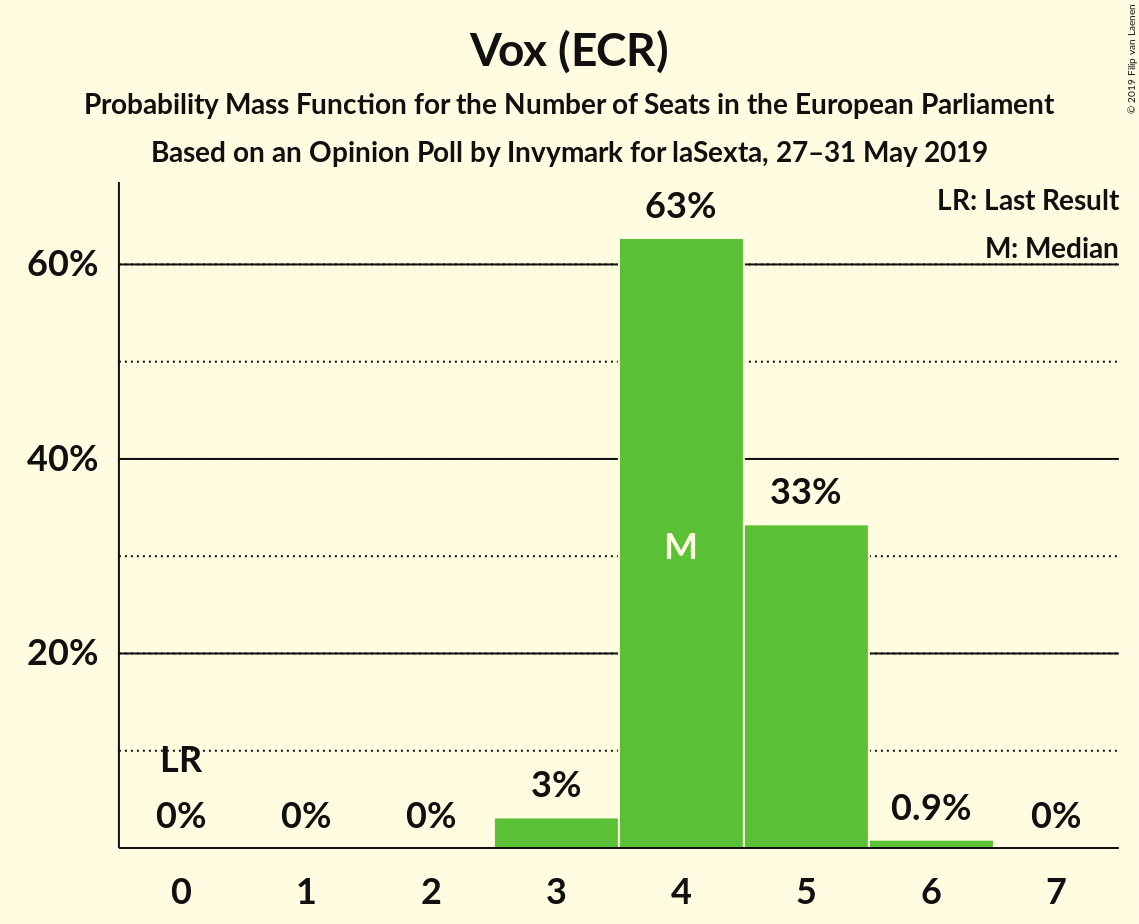 Vox (ECR)
Probability Mass Function for the Number of Seats in the European Parliament
Based on an Opinion Poll by Invymark for laSexta, 27–31 May 2019
© 2019 Filip van Laenen
LR: Last Result
M: Median
63%
60%
40%
33%
M
20%
LR
0%
0%
0%
3%
0.9%
0%
0
1
2
3
4
5
6
7